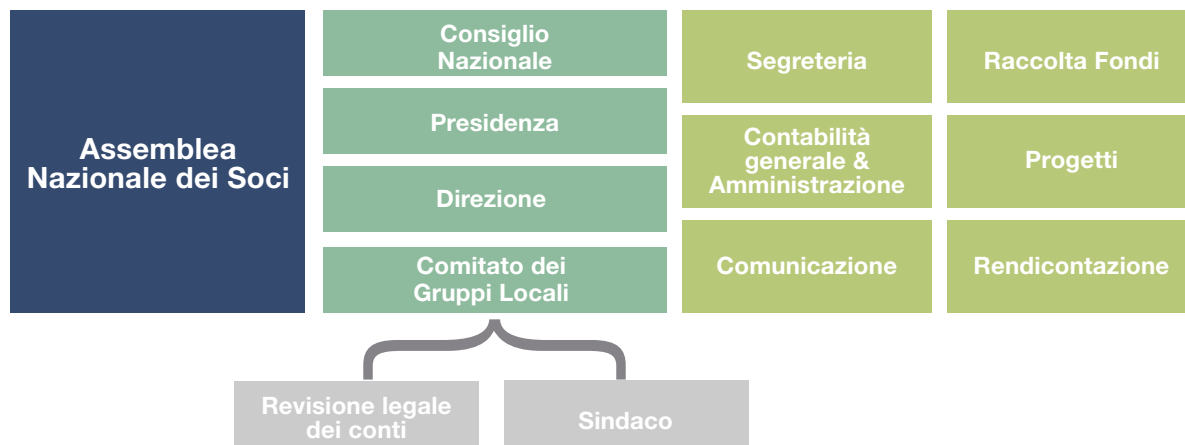 Assemblea
Nazionale dei Soci
Consiglio
Nazionale
Presidenza
Direzione
Comitato dei
Gruppi Locali
Segreteria
Raccolta Fondi
Contabilità
generale &
Amministrazione
Progetti
Comunicazione
Rendicontazione
Revisione legale
dei conti
Sindaco